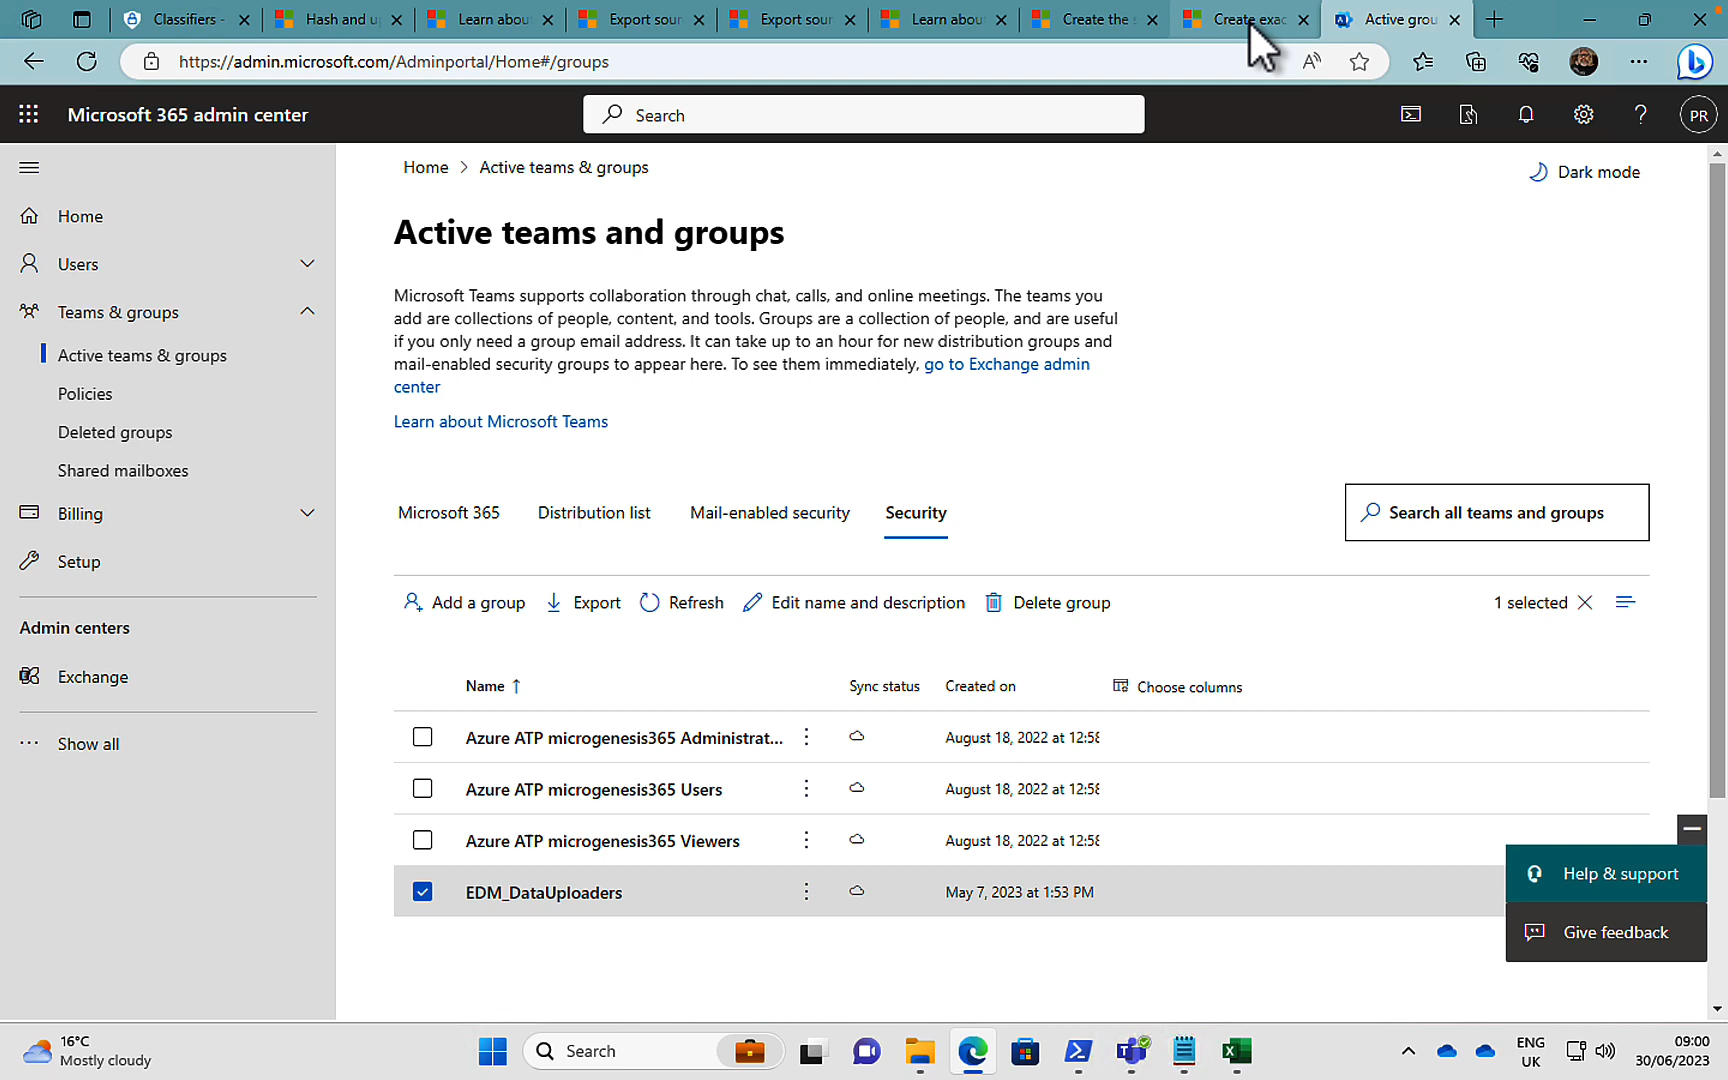 Classifiers -
Hash and u
Learn abou
Export sour
Export sour
Learn abou
Create the s
Create exac
Active grou
https://admin.microsoft.com/Adminportal/Home#/groups
Microsoft 365 admin center
Search
PR
Home
Users
Teams & groups
Active teams & groups
Policies
Deleted groups
Shared mailboxes
Billing
Setup
Admin centers
Exchange
Show all
Home > Active teams & groups
Dark mode
Active teams and groups
Microsoft Teams supports collaboration through chat, calls, and online meetings. The teams you
add are collections of people, content, and tools. Groups are a collection of people, and are useful
if you only need a group email address. It can take up to an hour for new distribution groups and
mail-enabled security groups to appear here. To see them immediately, go to Exchange admin
center
Learn about Microsoft Teams
Microsoft 365 Distribution list Mail-enabled security Security
Search all teams and groups
Add a group Export Refresh Edit name and description Delete group
1 selected
Name ↑ Sync status Created on Choose columns
Azure ATP microgenesis365 Administrat... August 18, 2022 at 12:58
Azure ATP microgenesis365 Users August 18, 2022 at 12:58
Azure ATP microgenesis365 Viewers August 18, 2022 at 12:58
EDM_DataUploaders May 7, 2023 at 1:53 PM
Help & support
Give feedback
16°C
Mostly cloudy
Search
ENG
UK
09:00
30/06/2023